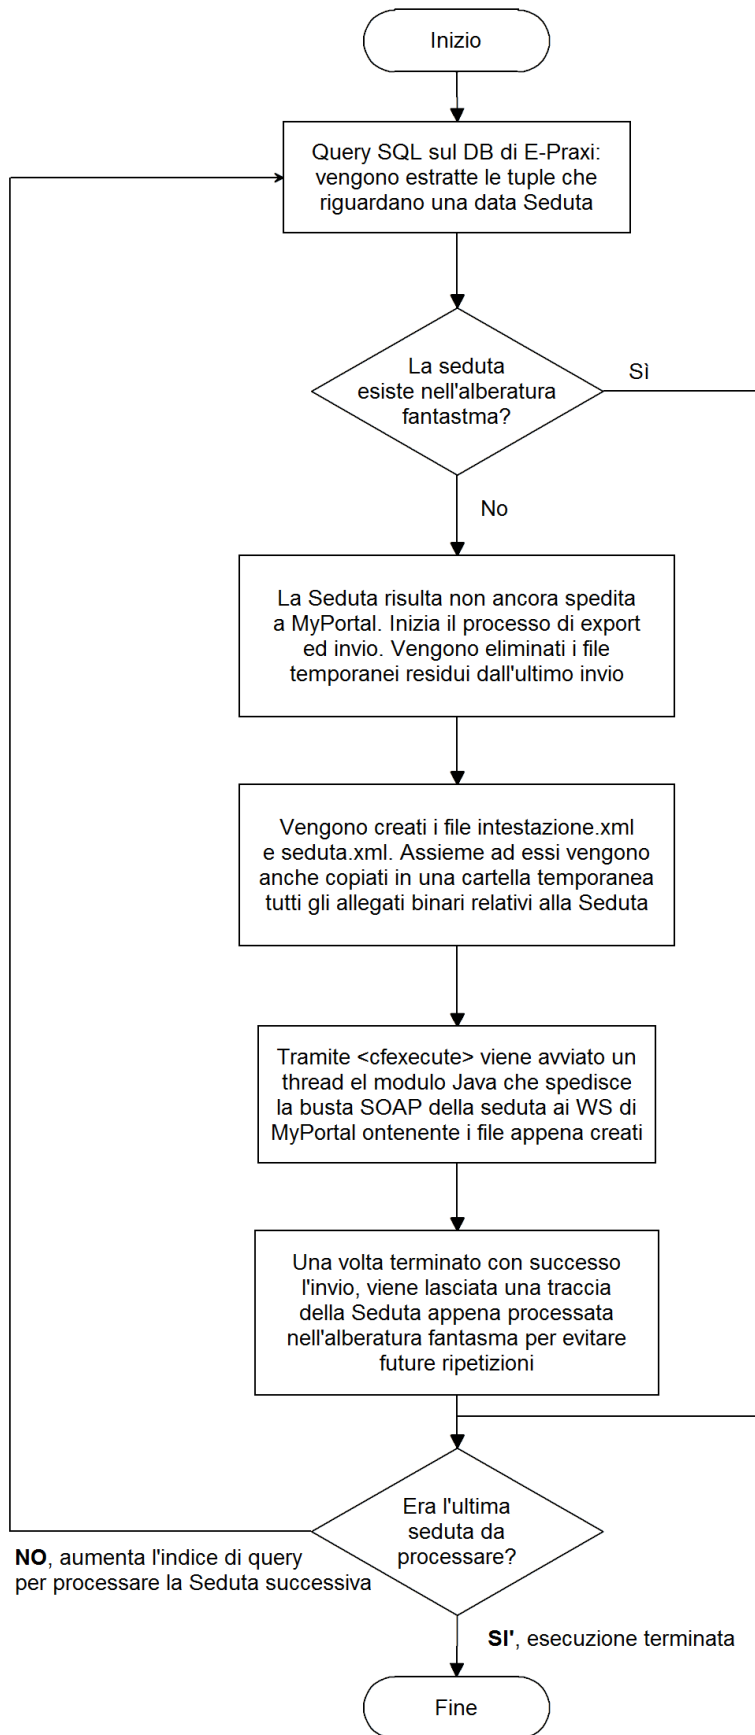 Inizio
Query SQL sul DB di E-Praxi:
vengono estratte le tuple che
riguardano una data Seduta
La seduta
esiste nell'alberatura
fantastma?
Sì
No
La Seduta risulta non ancora spedita
a MyPortal. Inizia il processo di export
ed invio. Vengono eliminati i file
temporanei residui dall'ultimo invio
Vengono creati i file intestazione.xml
e seduta.xml. Assieme ad essi vengono
anche copiati in una cartella temporanea
tutti gli allegati binari relativi alla Seduta
Tramite <cfexecute> viene avviato un
thread el modulo Java che spedisce
la busta SOAP della seduta ai WS di
MyPortal ontenente i file appena creati
Una volta terminato con successo
l'invio, viene lasciata una traccia
della Seduta appena processata
nell'alberatura fantasma per evitare
future ripetizioni
Era l'ultima
seduta da
processare?
NO, aumenta l'indice di query
per processare la Seduta successiva
SI', esecuzione terminata
Fine